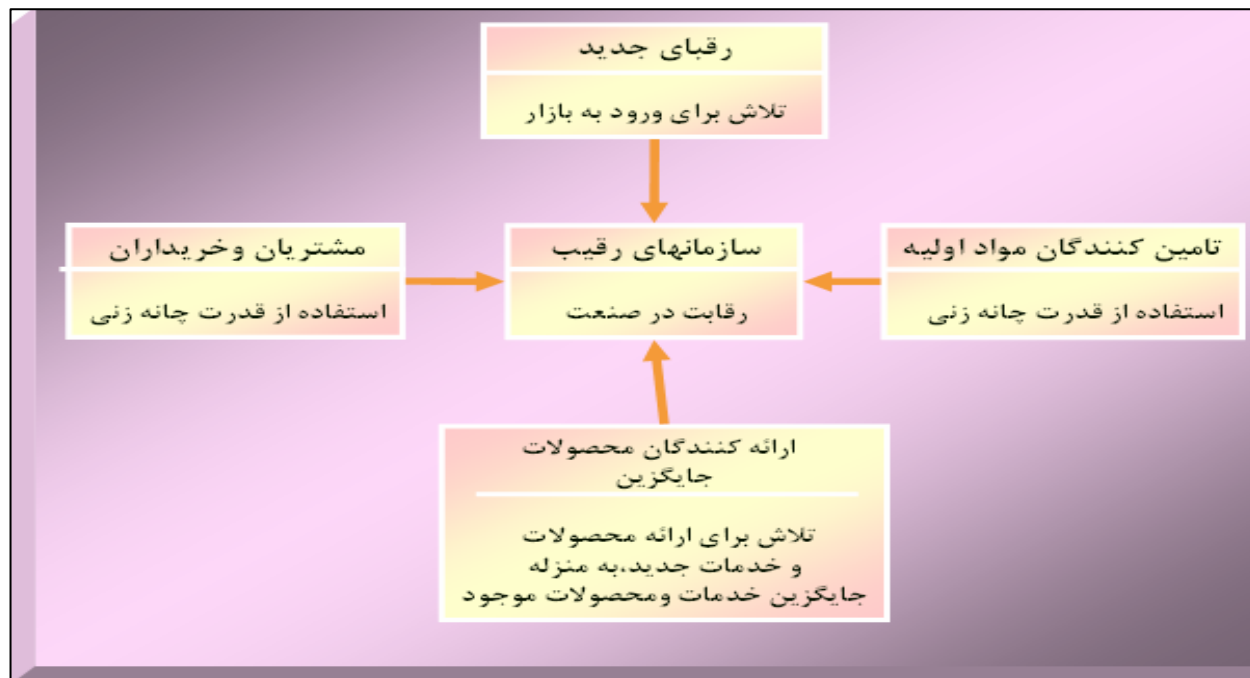 رقبای جدید
تلاش برای ورود به بازار
تامین کنندگان مواد اولیه
استفاده از قدرت چانه زنی
سازمانهای رقیب
رقابت در صنعت
مشتریان وخریداران
استفاده از قدرت چانه زنی
ارائه کنندگان محصولات
جایگزین
تلاش برای ارائه محصولات
و خدمات جدید،به منزله
جایگزین خدمات ومحصولات موجود